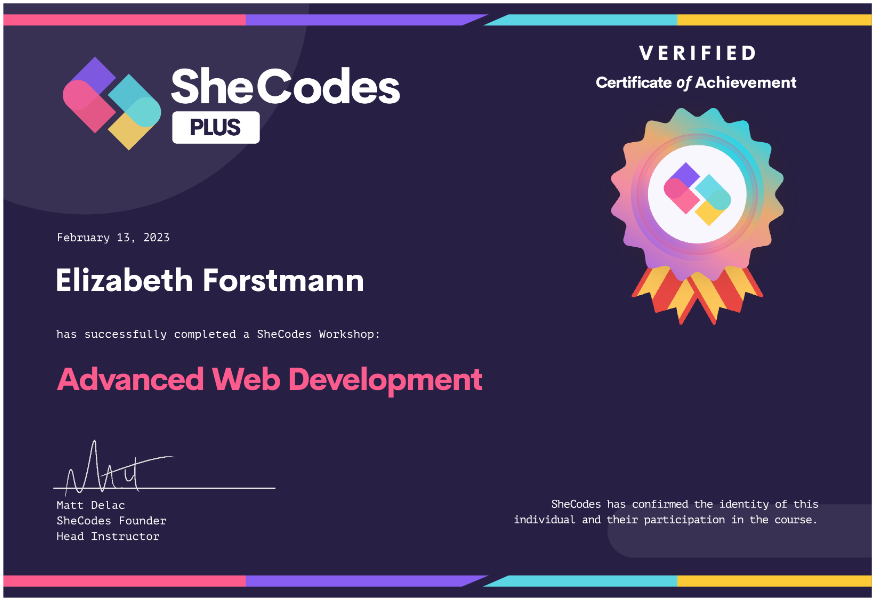 SheCodes
PLUS
VERIFIED
Certificate of Achievement
February 13, 2023
Elizabeth Forstmann
has successfully completed a SheCodes Workshop:
Advanced Web Development
Matt Delac
SheCodes Founder
Head Instructor
SheCodes has confirmed the identity of this
individual and their participation in the course.